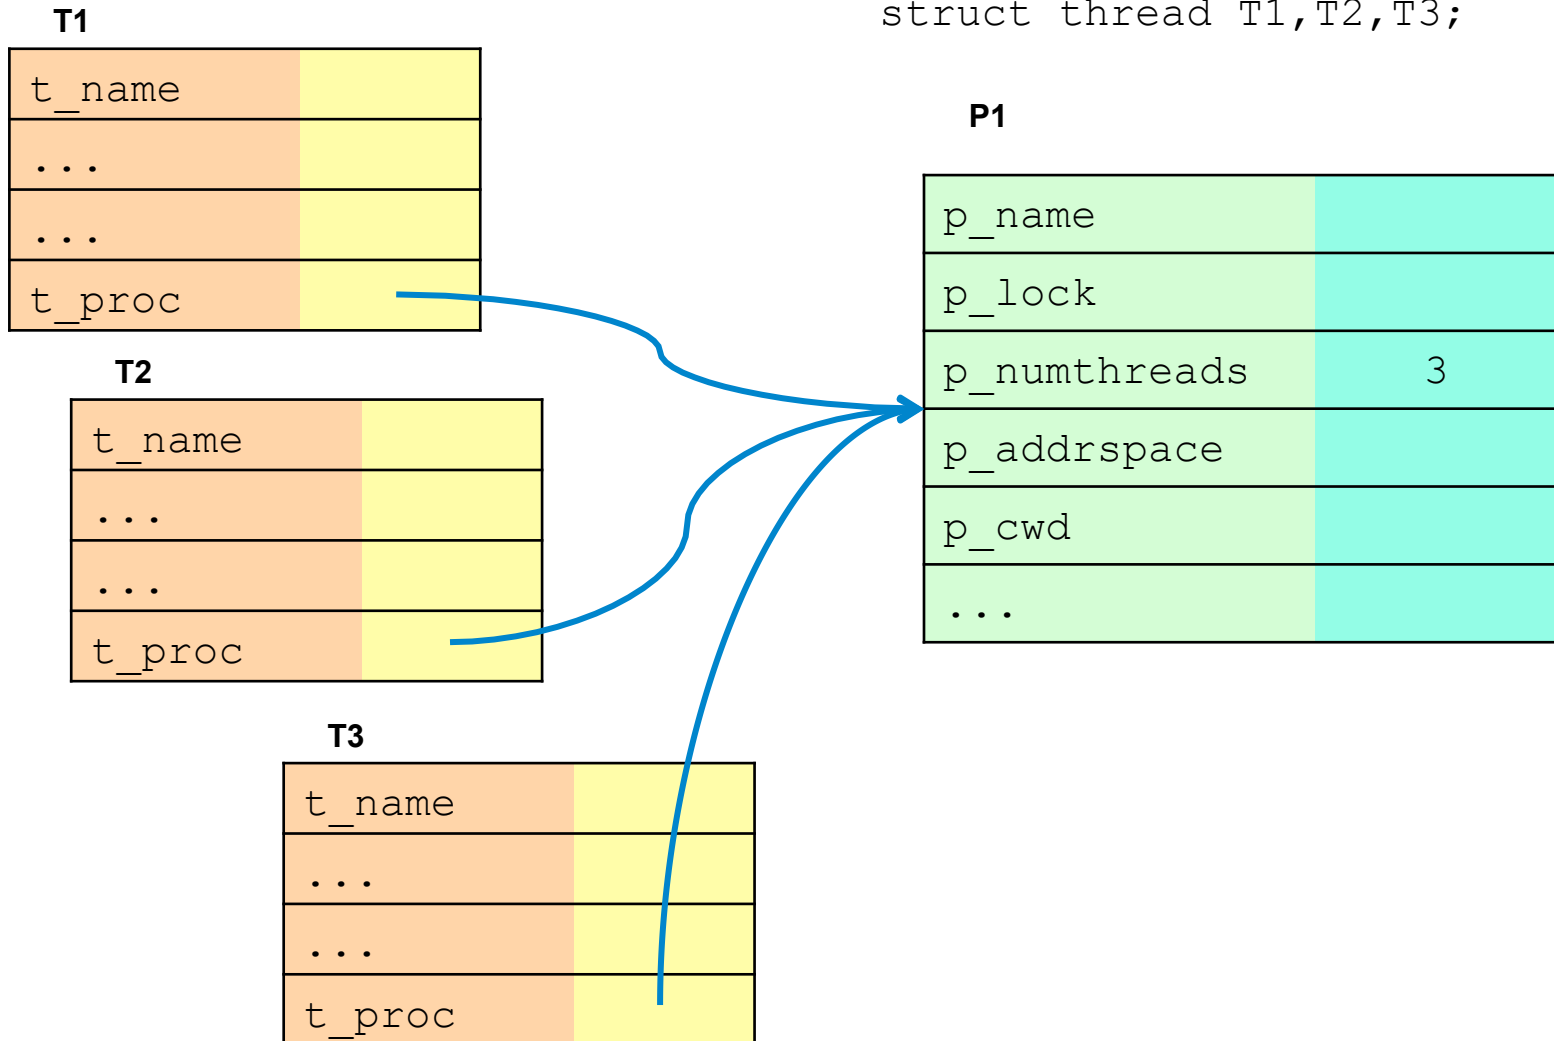 struct thread T1,T2,T3;
T1
t_name
...
...
t_proc
T2
t_name
...
...
t_proc
T3
t_name
...
...
t_proc
P1
p_name
p_lock
p_numthreads 3
p_addrspace
p_cwd
...